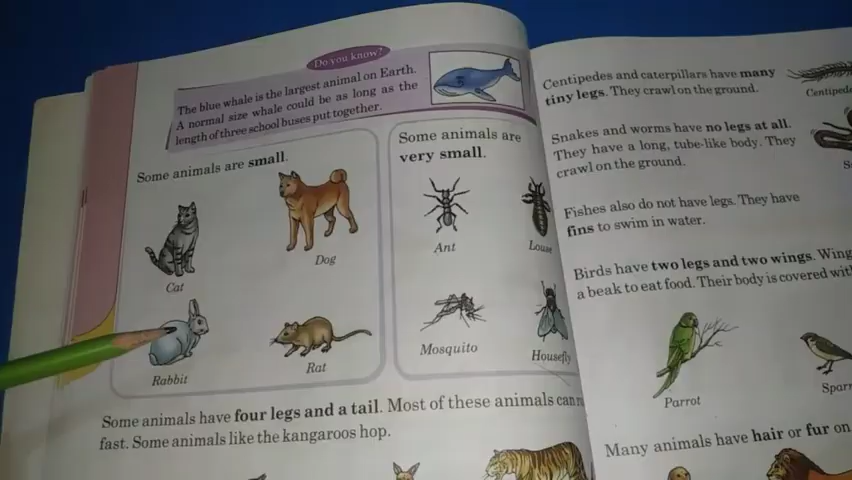 Do you know?
The blue whale is the largest animal on Earth.
A normal size whale could be as long as the
length of three school buses put together.
Some animals are small.
Cat
Dog
Rabbit
Rat
Some animals are
very small.
Ant
Louse
Mosquito
Housefly
Some animals have four legs and a tail. Most of these animals can
fast. Some animals like the kangaroos hop.
Centipedes and caterpillars have many
tiny legs. They crawl on the ground.
Centipede
Snakes and worms have no legs at all.
They have a long, tube-like body. They
crawl on the ground.
Fishes also do not have legs. They have
fins to swim in water.
Birds have two legs and two wings.
a beak to eat food. Their body is covered
Parrot
Many animals have hair or fur on